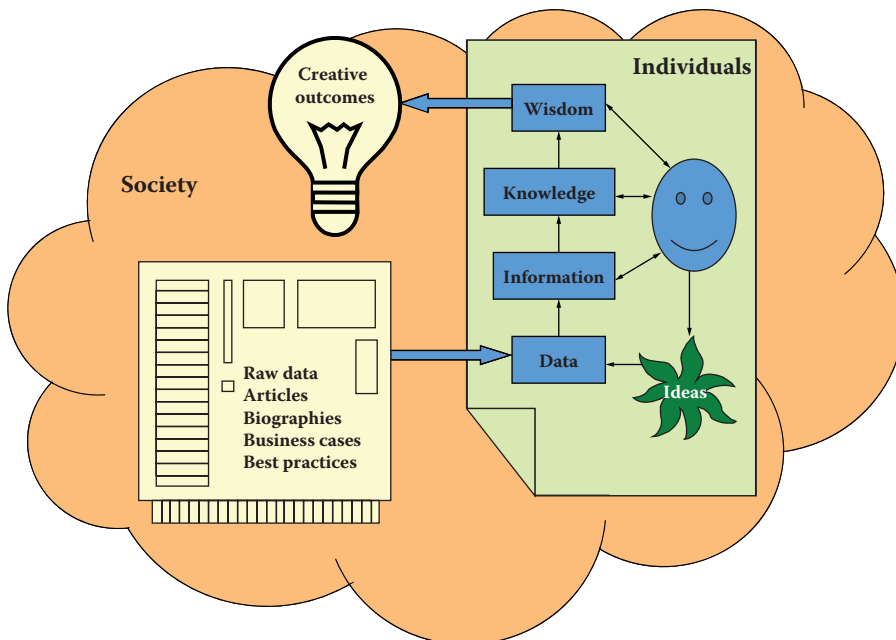 Creative
outcomes
Individuals
Wisdom
Society
Knowledge
Information
Data
Raw data
Articles
Biographies
Business cases
Best practices
Ideas